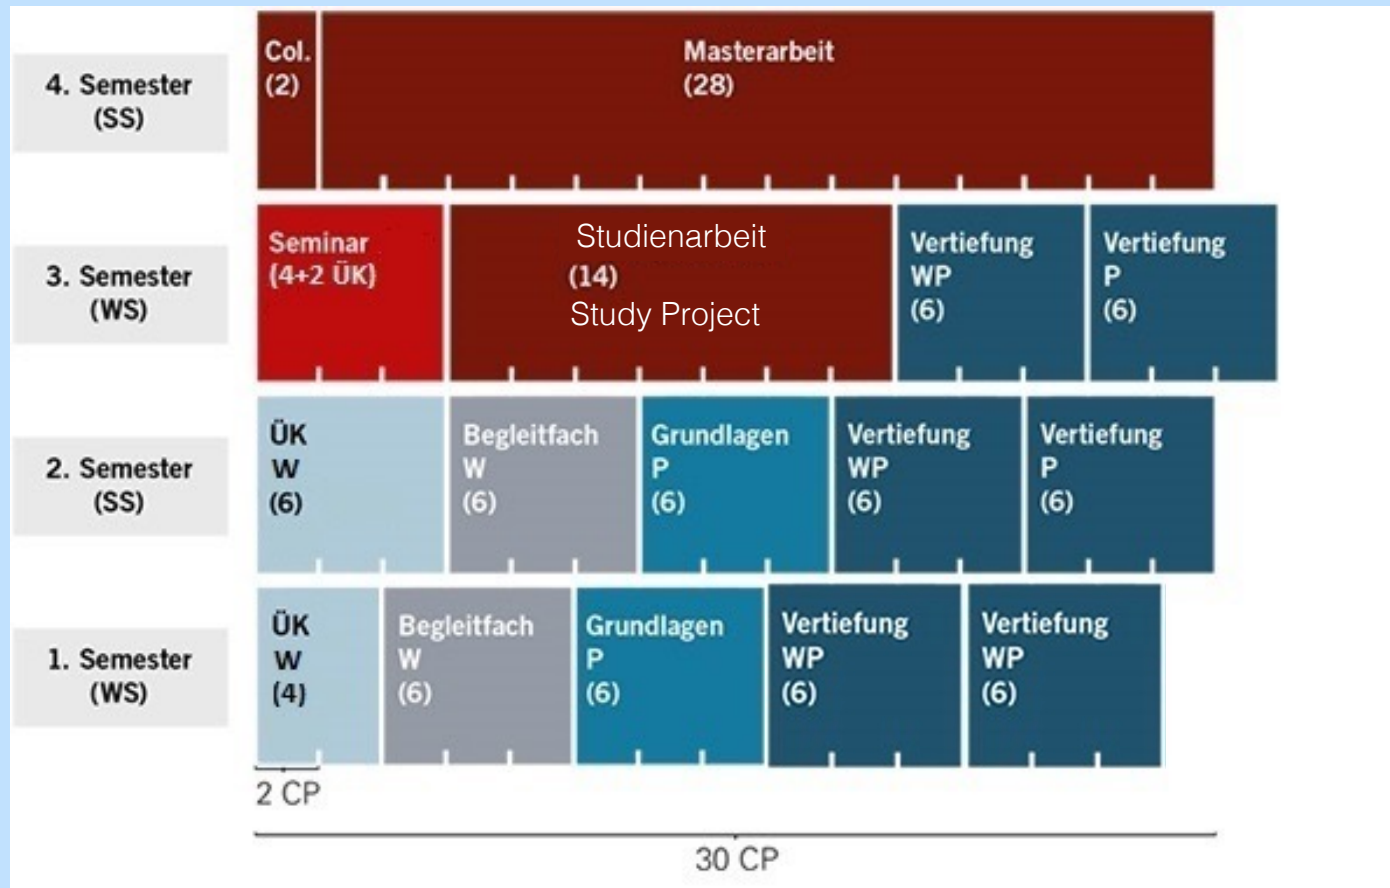 4. Semester
(SS)
Col.
(2)
Masterarbeit
(28)
3. Semester
(WS)
Seminar
(4+2 ÜK)
Studienarbeit
(14)
Study Project
Vertiefung
WP
(6)
Vertiefung
P
(6)
2. Semester
(SS)
ÜK
W
(6)
Begleitfach
W
(6)
Grundlagen
P
(6)
Vertiefung
WP
(6)
Vertiefung
P
(6)
1. Semester
(WS)
ÜK
W
(4)
Begleitfach
W
(6)
Grundlagen
P
(6)
Vertiefung
WP
(6)
Vertiefung
WP
(6)
2 CP
30 CP